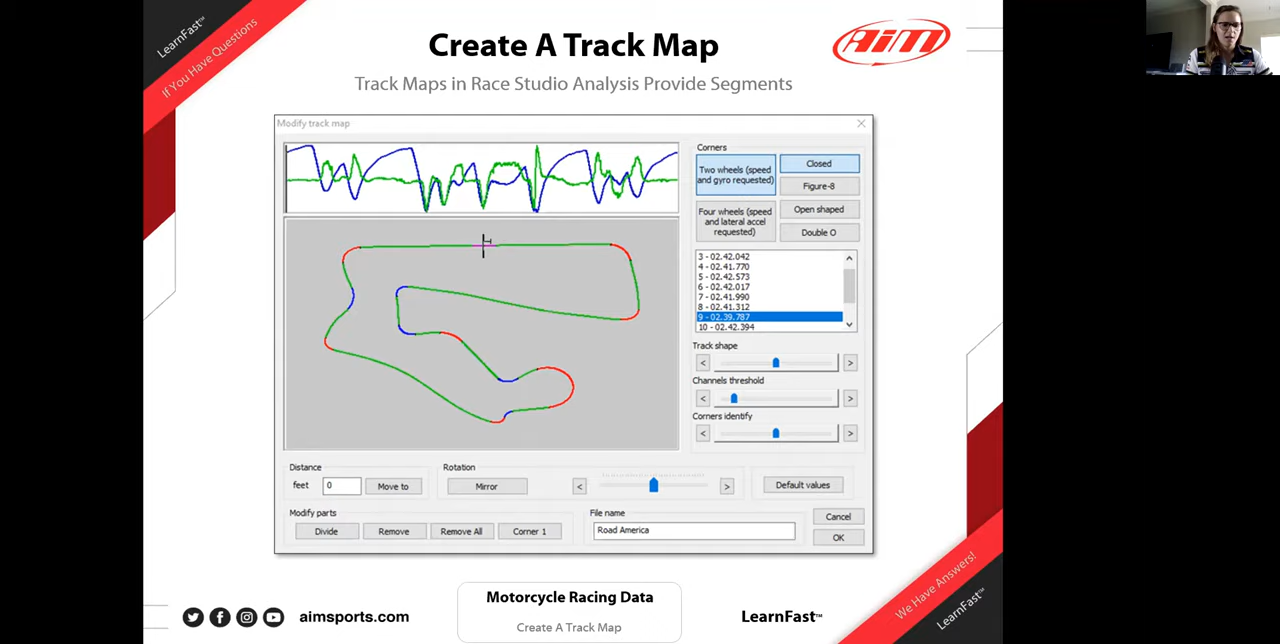 LearnFast™
If You Have Questions
Create A Track Map
AiM
Track Maps in Race Studio Analysis Provide Segments
Modify track map
Corners
Two wheels (speed
and gyro requested)
Closed
Figure-8
Four wheels (speed
and lateral accel
requested)
Open shaped
Double O
3 - 02.42.042
4 - 02.41.770
5 - 02.42.573
6 - 02.42.017
7 - 02.41.990
8 - 02.41.312
9 - 02.39.787
10 - 02.42.394
Track shape
< >
Channels threshold
< >
Corners identify
< >
Distance
feet 0 Move to
Rotation
Mirror < >
Default values
Modify parts
Divide Remove Remove All Corner 1
File name
Road America
Cancel
OK
aimsports.com
Motorcycle Racing Data
Create A Track Map
LearnFast™
We Have Answers!
LearnFast™